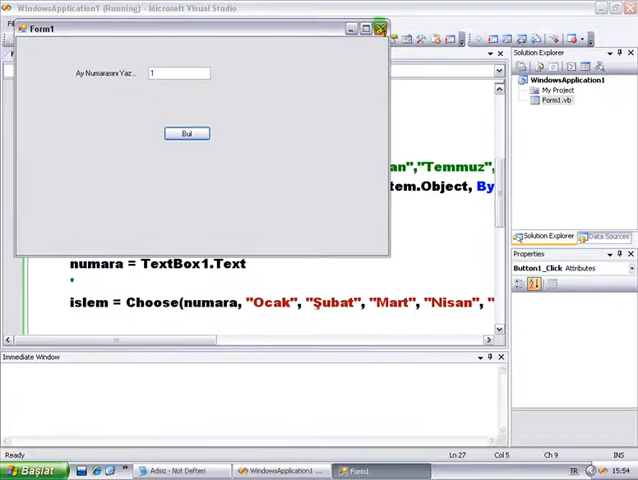 WindowsApplication1 (Running) - Microsoft Visual Studio
Form1
Ay Numarasını Yaz...
1
Bul
an","Temmuz",
tem.Object, By
numara = TextBox1.Text
'
islem = Choose(numara, "Ocak", "Şubat", "Mart", "Nisan", "
Solution Explorer
WindowsApplication1
My Project
Form1.vb
Solution Explorer
Data Sources
Properties
Button1_Click Attributes
Immediate Window
Ready
Ln 27
Col 5
Ch 9
INS
Başlat
Adsız - Not Defteri
WindowsApplication1 ...
Form1
TR
15:54